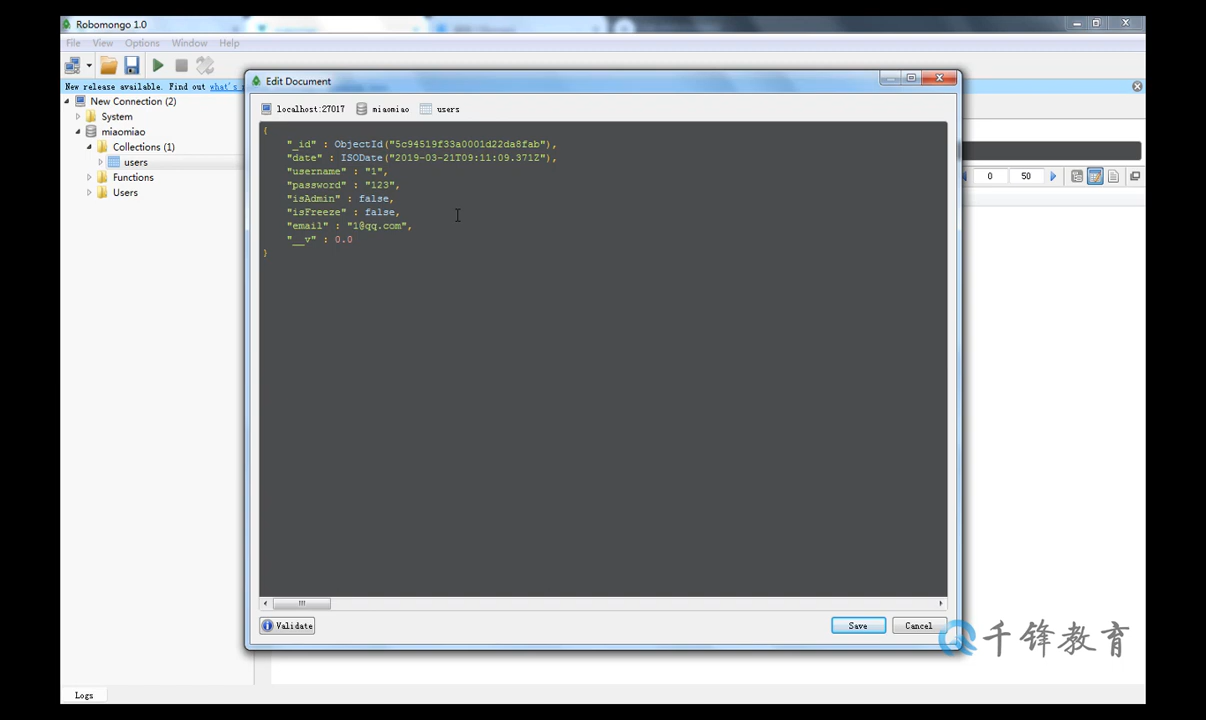 Robomongo 1.0
File View Options Window Help
New release available. Find out what's
New Connection (2)
System
miaomiao
Collections (1)
users
Functions
Users
0 50
Edit Document
localhost:27017 miaomiao users
{
"_id" : ObjectId("5c94519f33a0001d22da8fab"),
"date" : ISODate("2019-03-21T09:11:09.371Z"),
"username" : "1",
"password" : "123",
"isAdmin" : false,
"isFreeze" : false,
"email" : "1@qq.com",
"__v" : 0.0
}
Validate Save Cancel
千锋教育
Logs